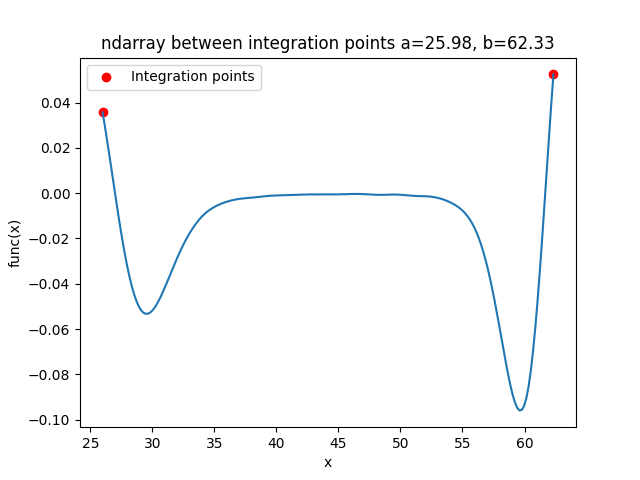 ndarray between integration points a=25.98, b=62.33
Integration points
0.04
0.02
0.00
−0.02
−0.04
−0.06
−0.08
−0.10
func(x)
25 30 35 40 45 50 55 60
x